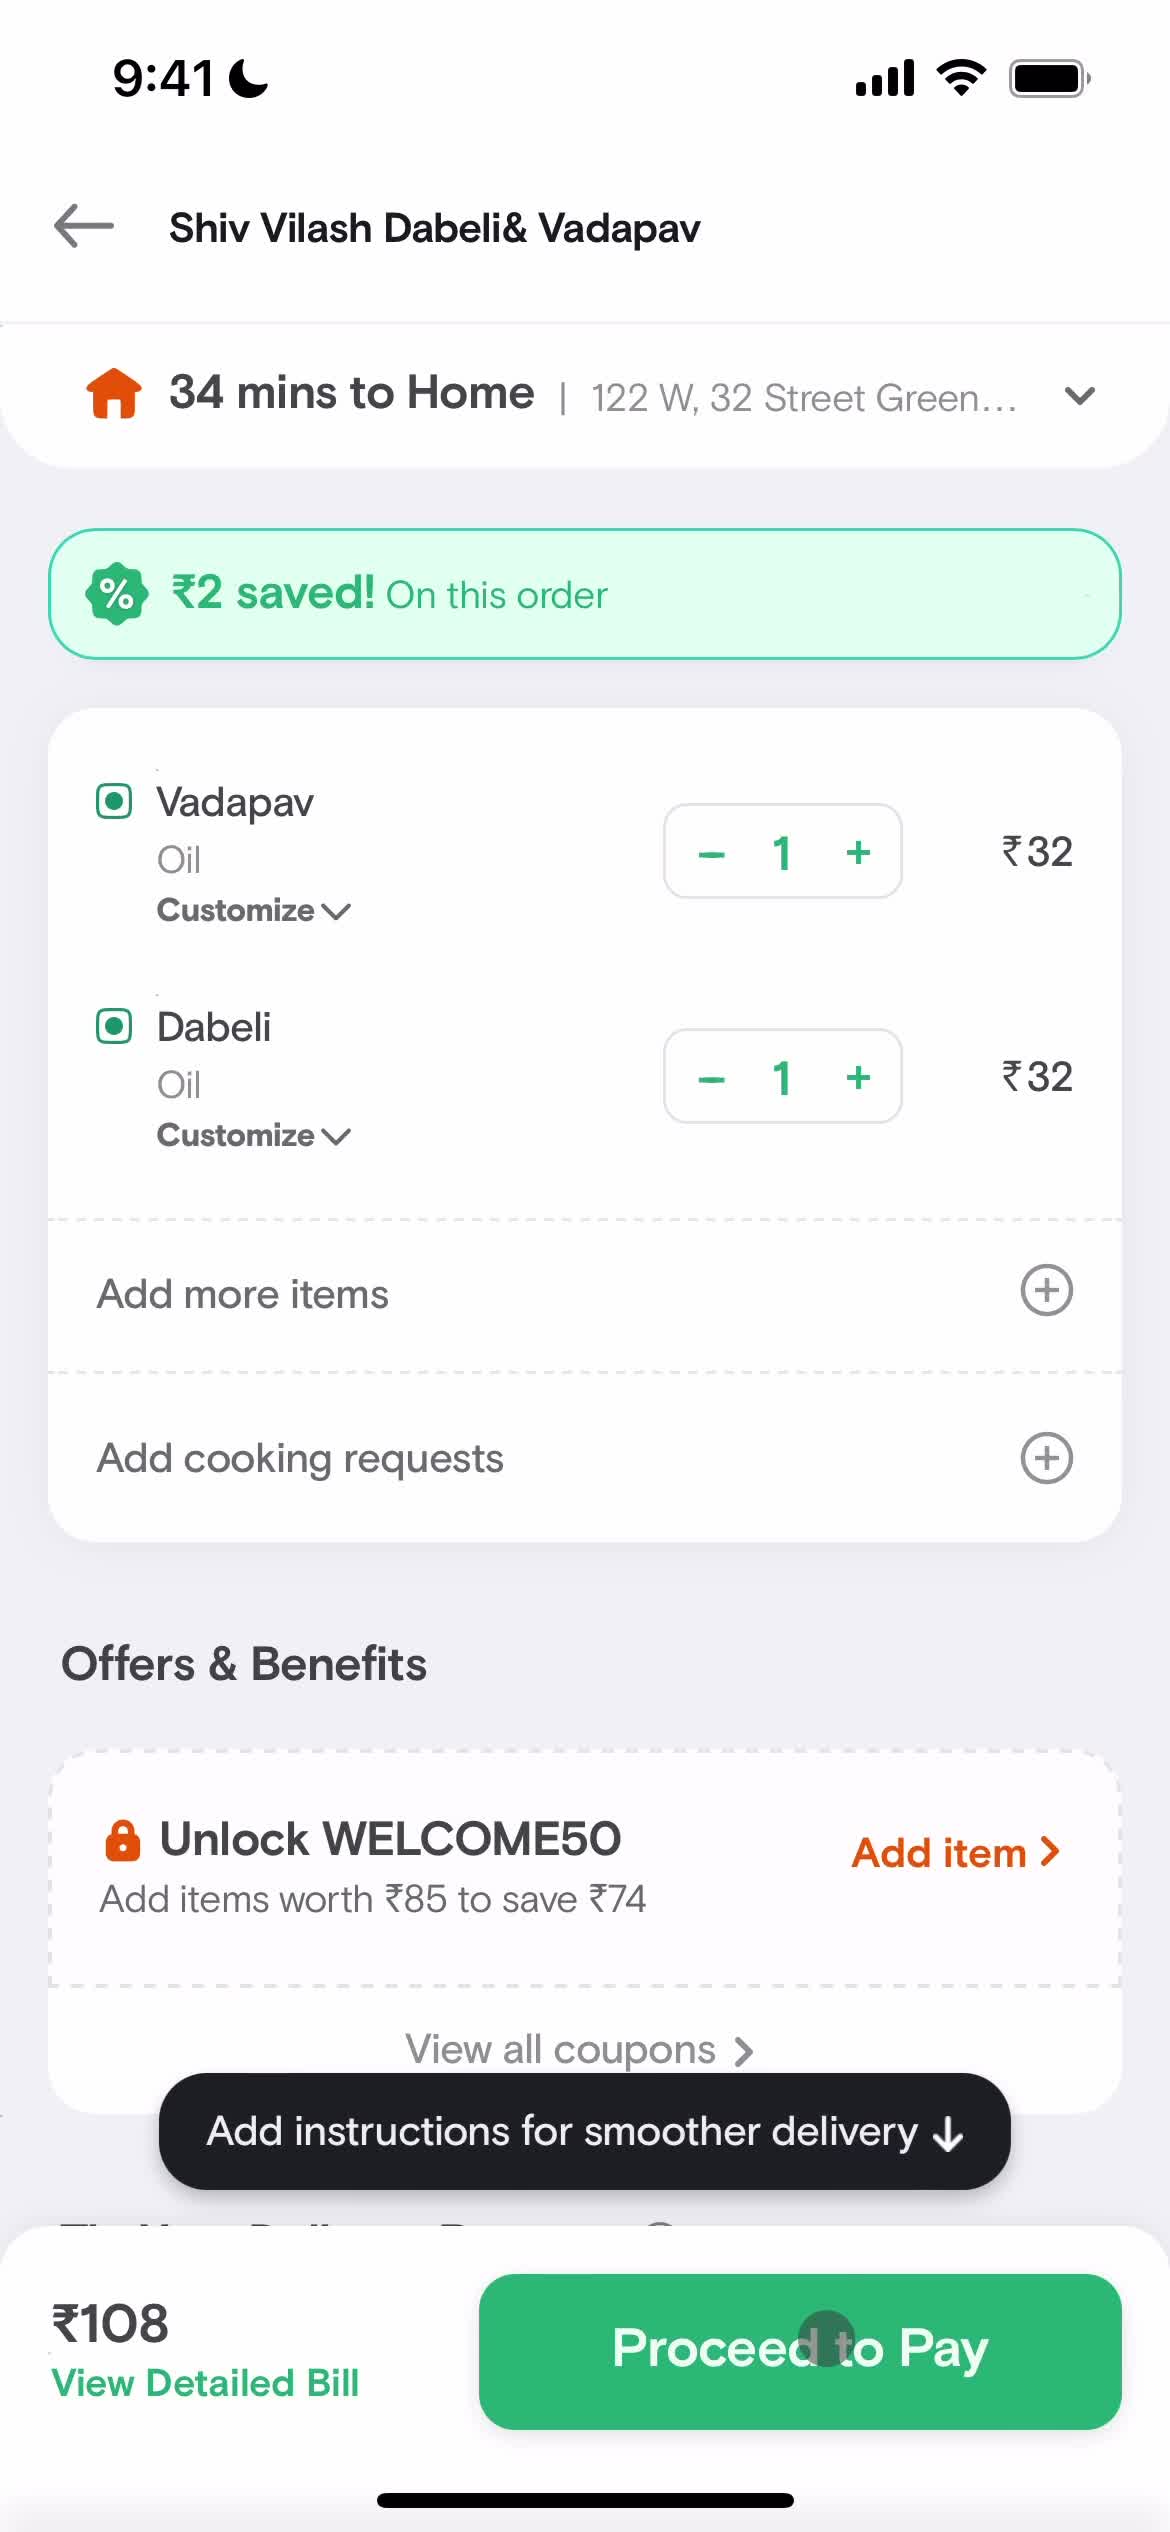 9:41
Shiv Vilash Dabeli& Vadapav
34 mins to Home | 122 W, 32 Street Green...
% ₹2 saved! On this order
Vadapav
Oil
Customize
− 1 +
₹32
Dabeli
Oil
Customize
− 1 +
₹32
Add more items
Add cooking requests
Offers & Benefits
Unlock WELCOME50
Add items worth ₹85 to save ₹74
Add item
View all coupons
Add instructions for smoother delivery ↓
₹108
View Detailed Bill
Proceed to Pay